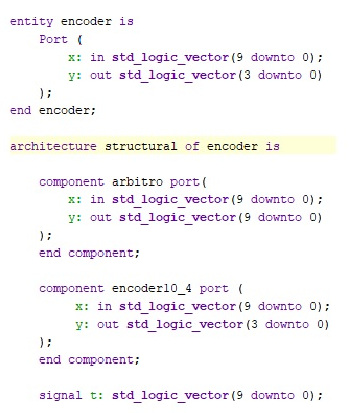 entity encoder is
Port (
x: in std_logic_vector(9 downto 0);
y: out std_logic_vector(3 downto 0)
);
end encoder;
architecture structural of encoder is
component arbitro port(
x: in std_logic_vector(9 downto 0);
y: out std_logic_vector(9 downto 0)
);
end component;
component encoder10_4 port (
x: in std_logic_vector(9 downto 0);
y: out std_logic_vector(3 downto 0)
);
end component;
signal t: std_logic_vector(9 downto 0);